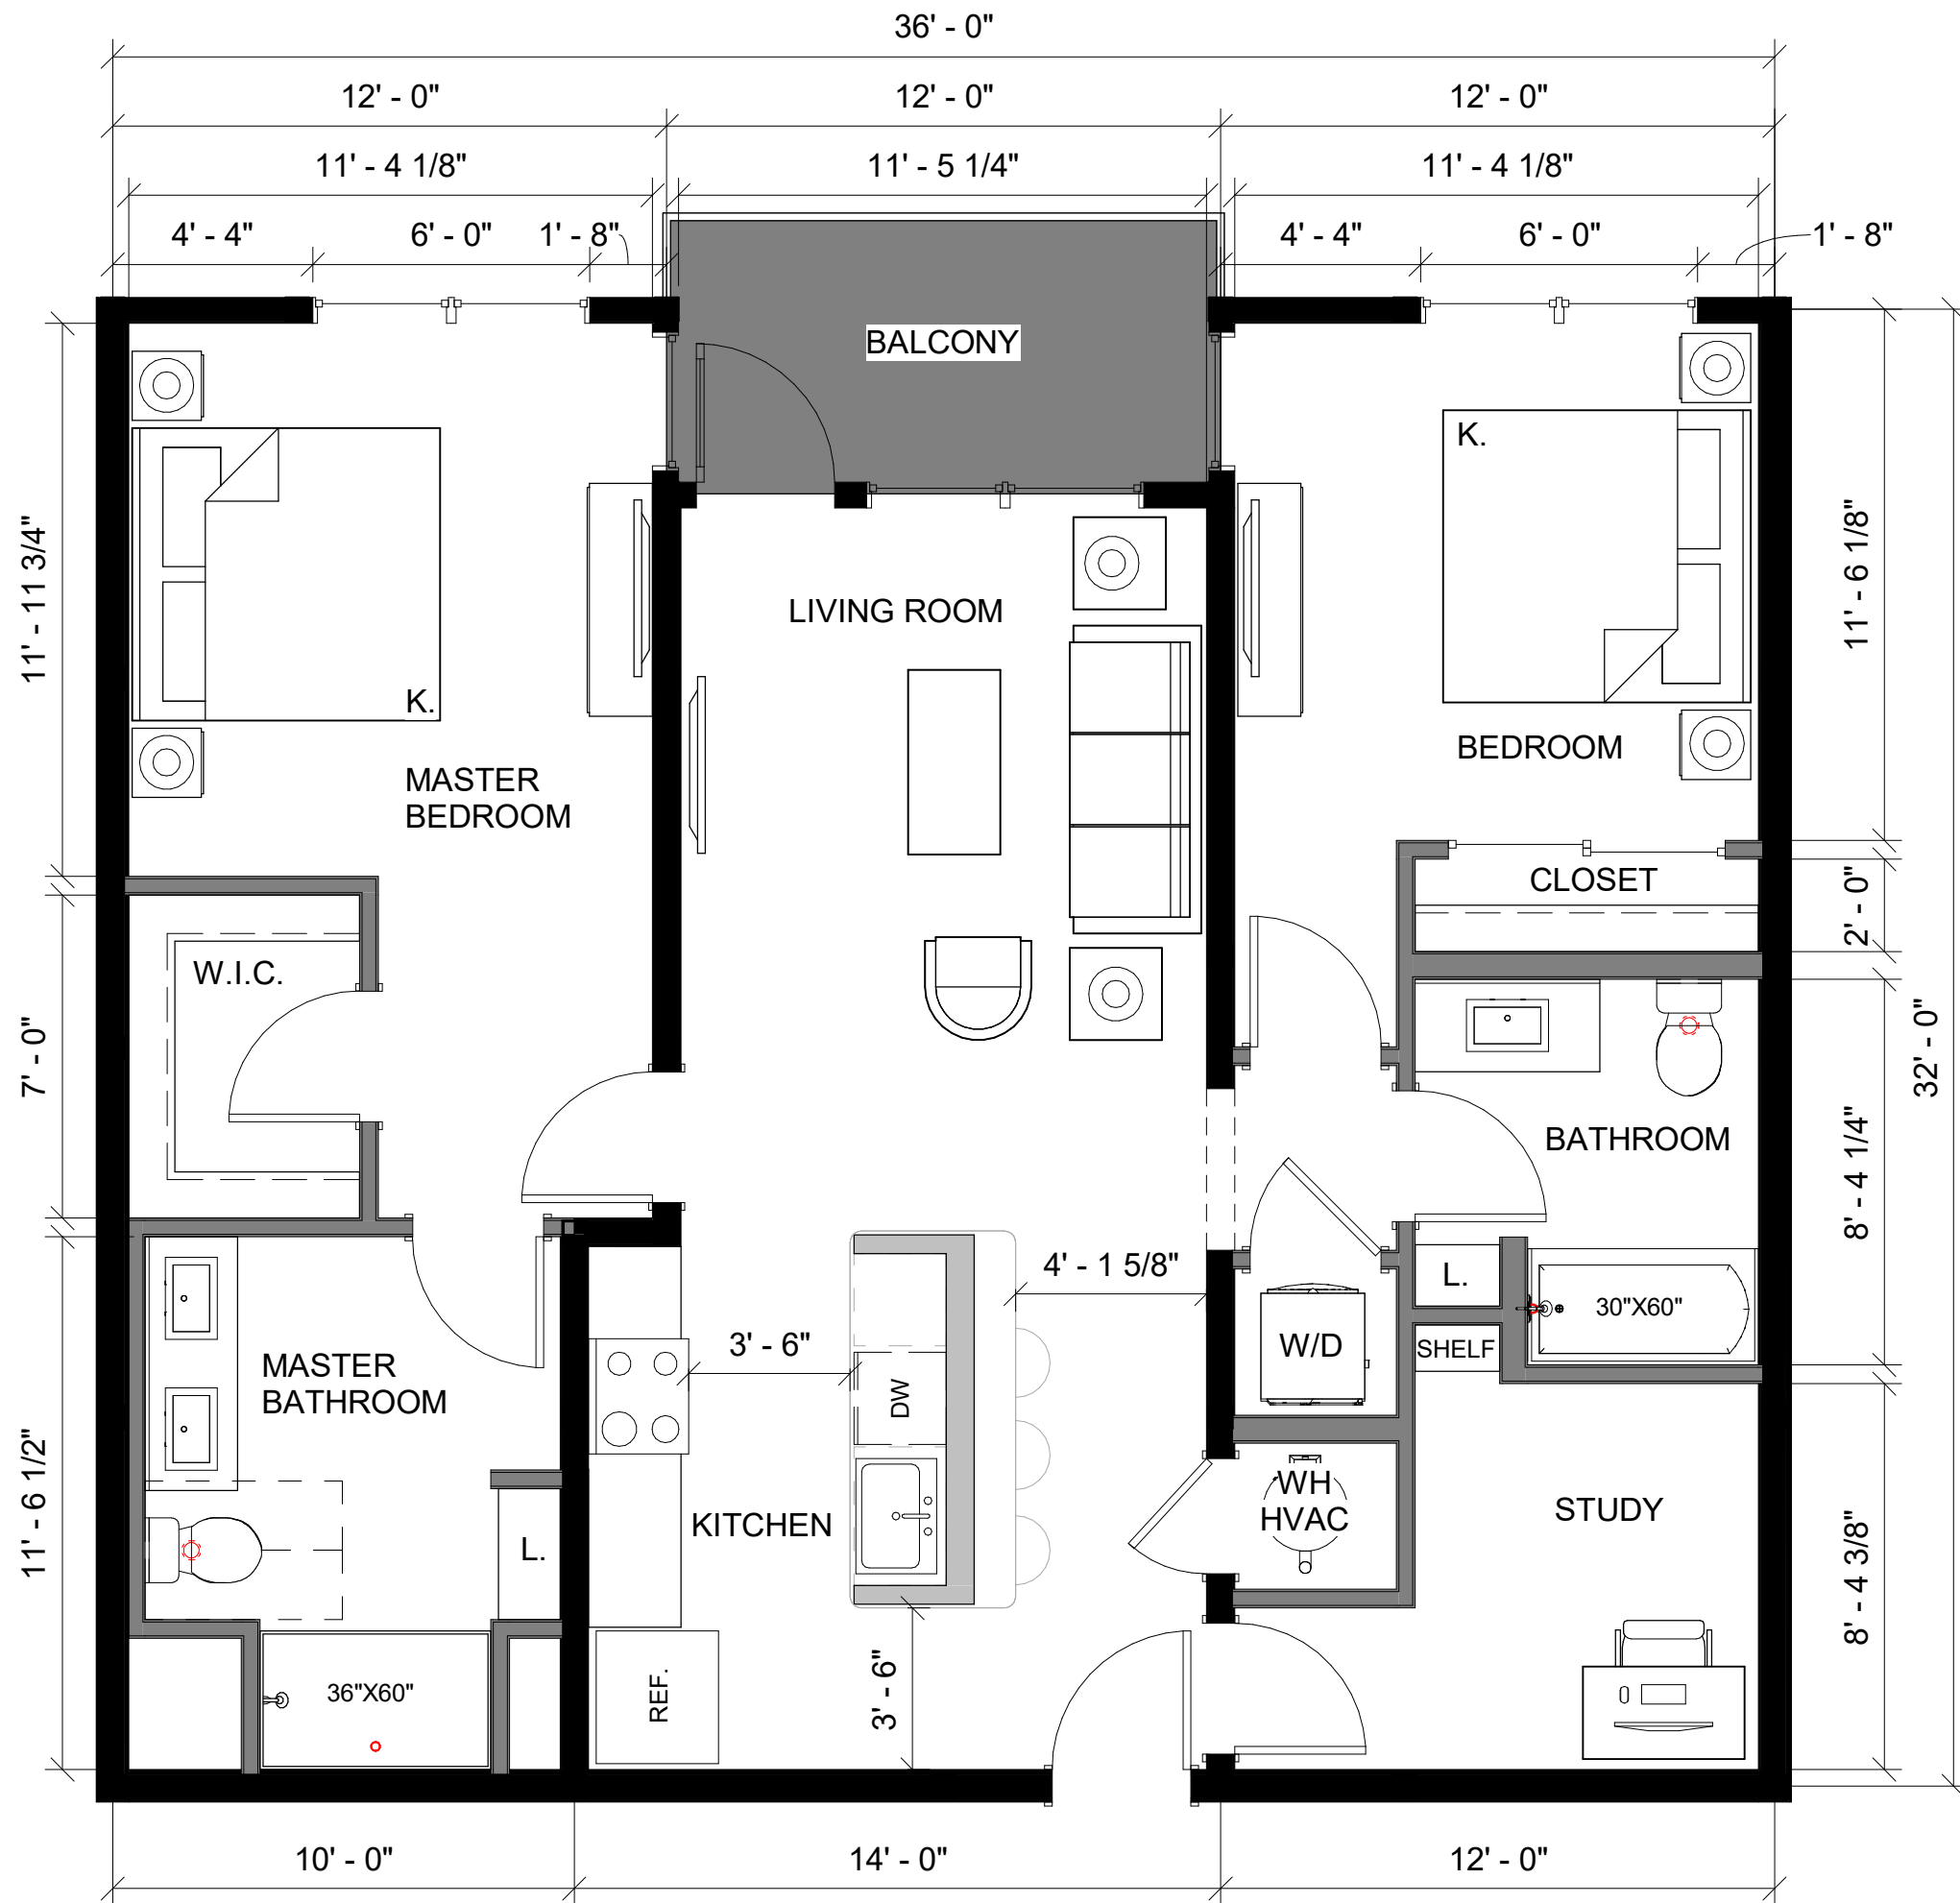 36' - 0"
12' - 0"
12' - 0"
12' - 0"
11' - 4 1/8"
11' - 5 1/4"
11' - 4 1/8"
4' - 4"
6' - 0"
1' - 8"
4' - 4"
6' - 0"
1' - 8"
BALCONY
K.
K.
11' - 11 3/4"
11' - 6 1/8"
LIVING ROOM
BEDROOM
MASTER
BEDROOM
CLOSET
2' - 0"
W.I.C.
7' - 0"
32' - 0"
BATHROOM
8' - 4 1/4"
4' - 1 5/8"
L.
30"X60"
3' - 6"
W/D
SHELF
MASTER
BATHROOM
DW
11' - 6 1/2"
WH
HVAC
STUDY
KITCHEN
L.
8' - 4 3/8"
36"X60"
REF.
3' - 6"
10' - 0"
14' - 0"
12' - 0"